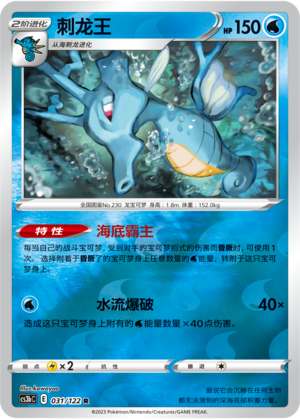 2阶进化
刺龙王
HP 150
从海刺龙进化
全国图鉴No.230 龙宝可梦 身高：1.8m 体重：152.0kg
特性 海底霸主
每当自己的战斗宝可梦，受到对手的宝可梦招式的伤害而昏厥时，可使用1
次。选择附着于昏厥了的宝可梦身上任意数量的能量，转附于这只宝可
梦身上。
水流爆破 40×
造成这只宝可梦身上附有的能量数量×40点伤害。
弱点 ×2 抵抗力 撤退
Illus.kawayoo
cs3bC E 031/122 R
©2023 Pokémon/Nintendo/Creatures/GAME FREAK.